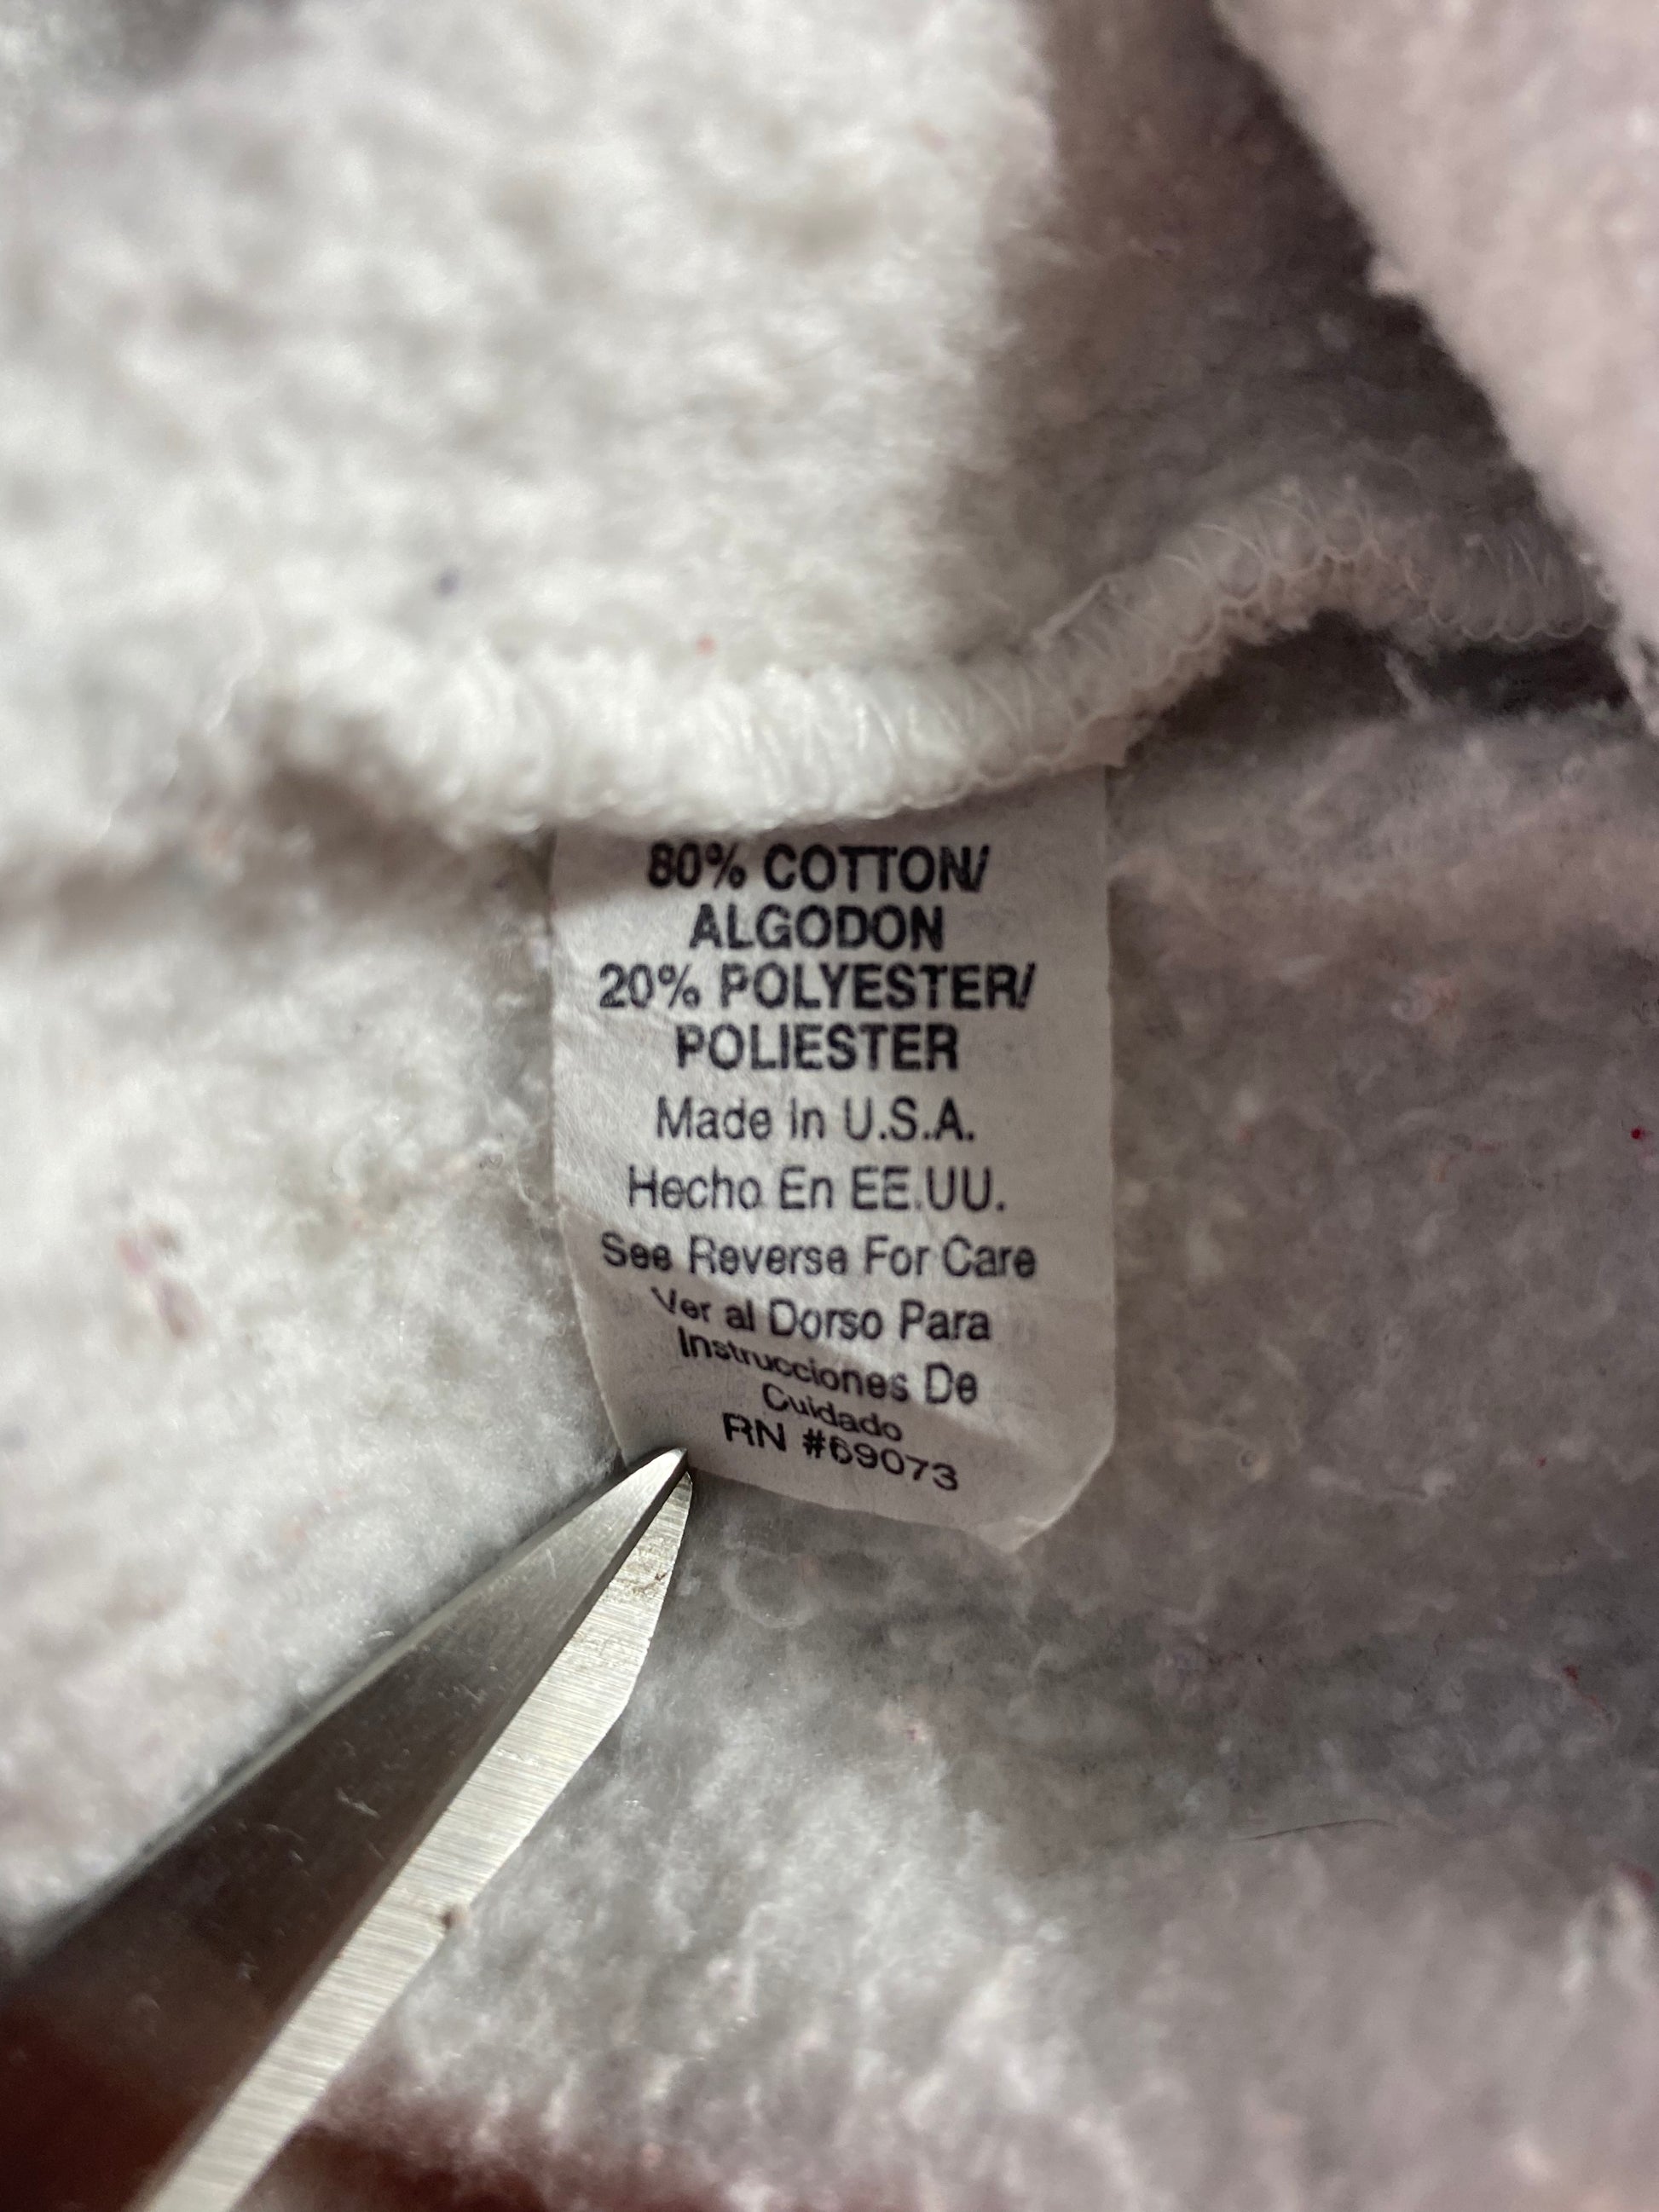 80% COTTON/
ALGODON
20% POLYESTER/
POLIESTER
Made in U.S.A.
Hecho En EE.UU.
See Reverse For Care
Ver al Dorso Para
Instrucciones De
Cuidado
RN #69073